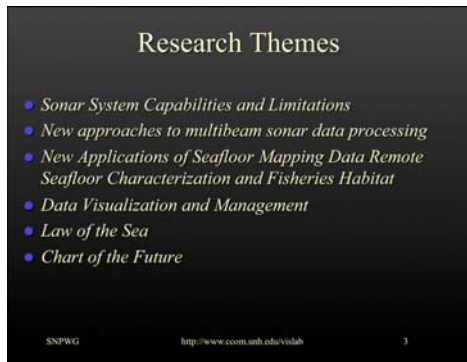 Research Themes
Sonar System Capabilities and Limitations
New approaches to multibeam sonar data processing
New Applications of Seafloor Mapping Data Remote
Seafloor Characterization and Fisheries Habitat
Data Visualization and Management
Law of the Sea
Chart of the Future
SNPWG http://www.ccom.unh.edu/vislab 3